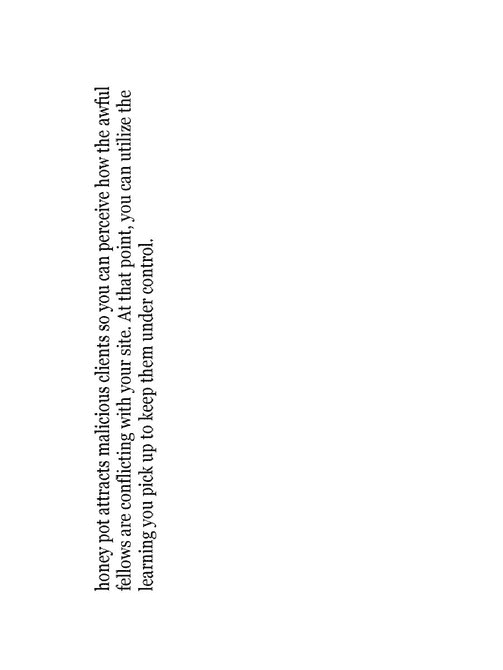 honey pot attracts malicious clients so you can perceive how the awful
fellows are conflicting with your site. At that point, you can utilize the
learning you pick up to keep them under control.